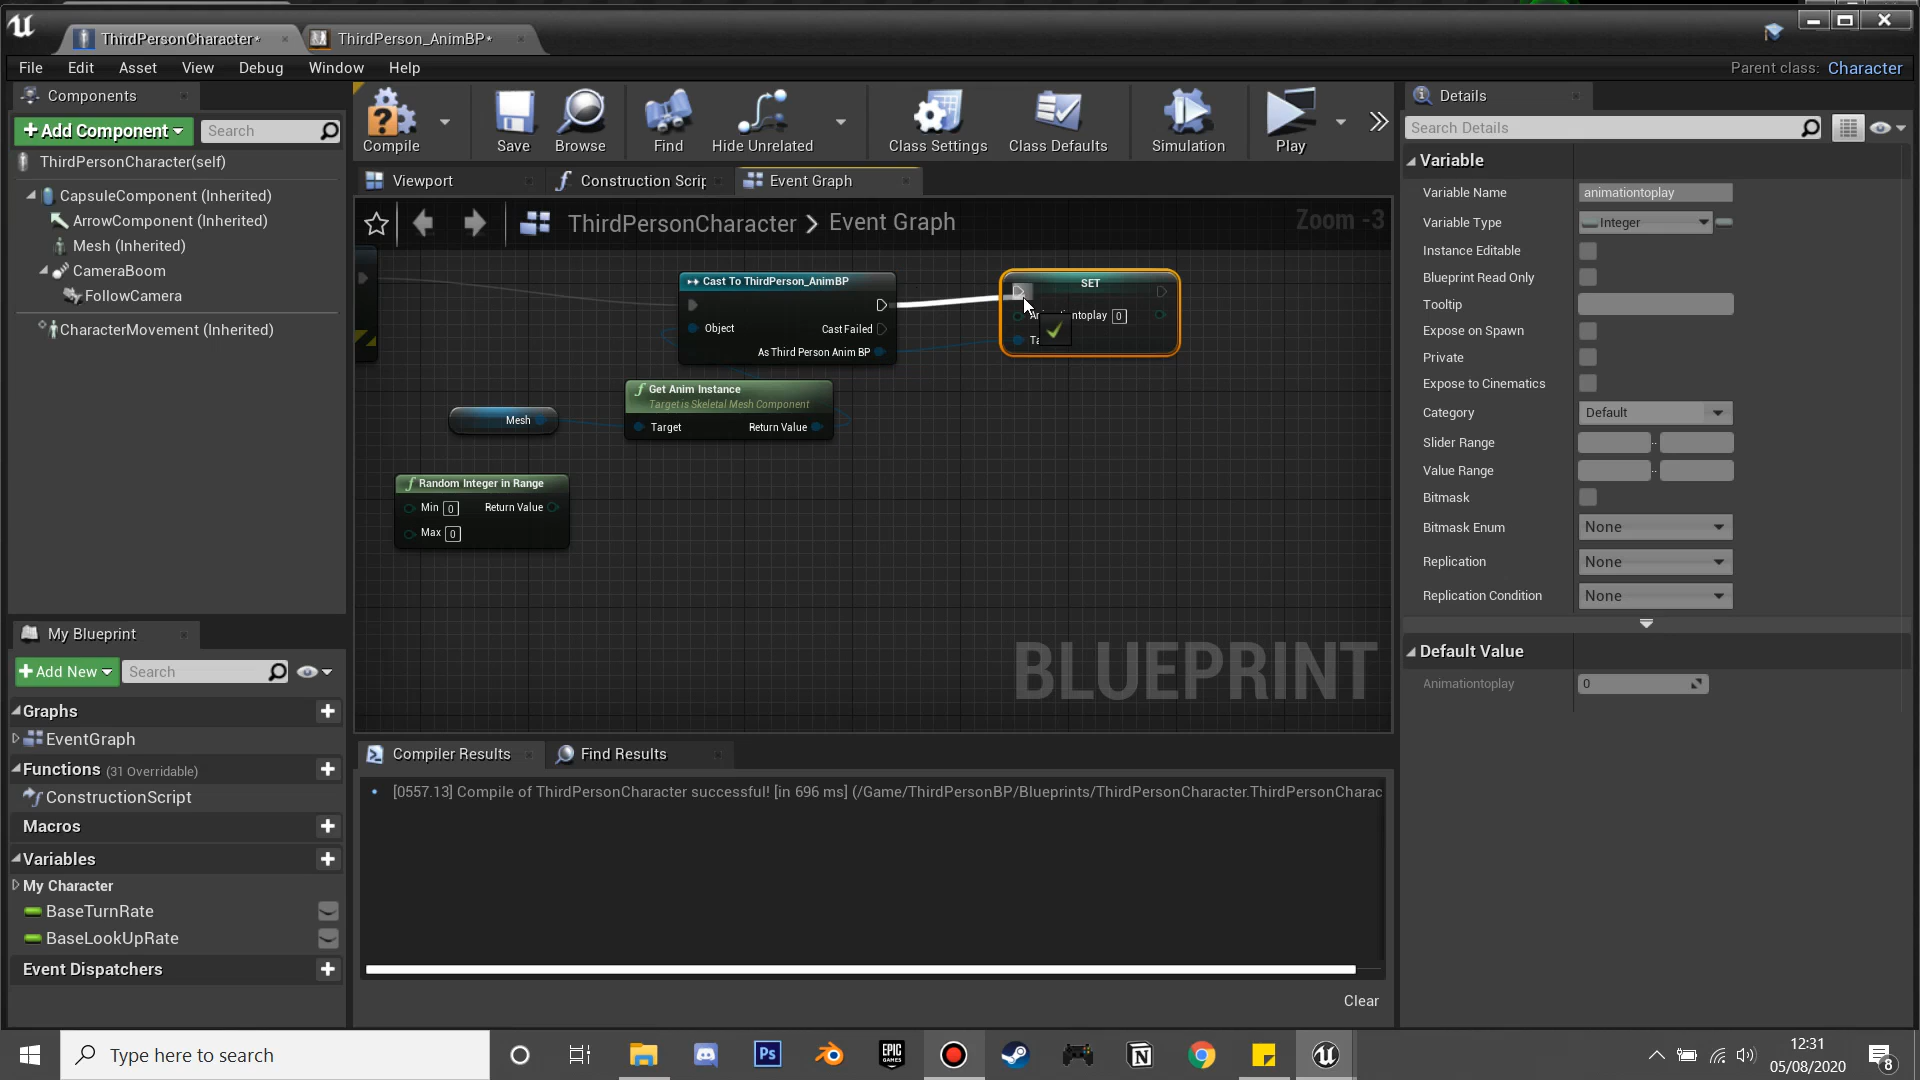 ThirdPersonCharacter*
ThirdPerson_AnimBP*
File Edit Asset View Debug Window Help
Parent class: Character
Components
Add Component
Search
ThirdPersonCharacter(self)
CapsuleComponent (Inherited)
ArrowComponent (Inherited)
Mesh (Inherited)
CameraBoom
FollowCamera
CharacterMovement (Inherited)
My Blueprint
Add New
Search
Graphs
EventGraph
Functions (31 Overridable)
ConstructionScript
Macros
Variables
My Character
BaseTurnRate
BaseLookUpRate
Event Dispatchers
Compile
Save
Browse
Find
Hide Unrelated
Class Settings
Class Defaults
Simulation
Play
Viewport
Construction Scrip
Event Graph
ThirdPersonCharacter > Event Graph
Zoom -3
Cast To ThirdPerson_AnimBP
Object
Cast Failed
As Third Person Anim BP
SET
ntoplay 0
Get Anim Instance
Target is Skeletal Mesh Component
Target Return Value
Mesh
Random Integer in Range
Min 0 Return Value
Max 0
BLUEPRINT
Compiler Results
Find Results
[0557.13] Compile of ThirdPersonCharacter successful! [in 696 ms] (/Game/ThirdPersonBP/Blueprints/ThirdPersonCharacter.ThirdPersonCharac
Clear
Details
Search Details
Variable
Variable Name animationtoplay
Variable Type Integer
Instance Editable
Blueprint Read Only
Tooltip
Expose on Spawn
Private
Expose to Cinematics
Category Default
Slider Range
Value Range
Bitmask
Bitmask Enum None
Replication None
Replication Condition None
Default Value
Animationtoplay 0
Type here to search
Ps
EPIC
GAMES
12:31
05/08/2020
8